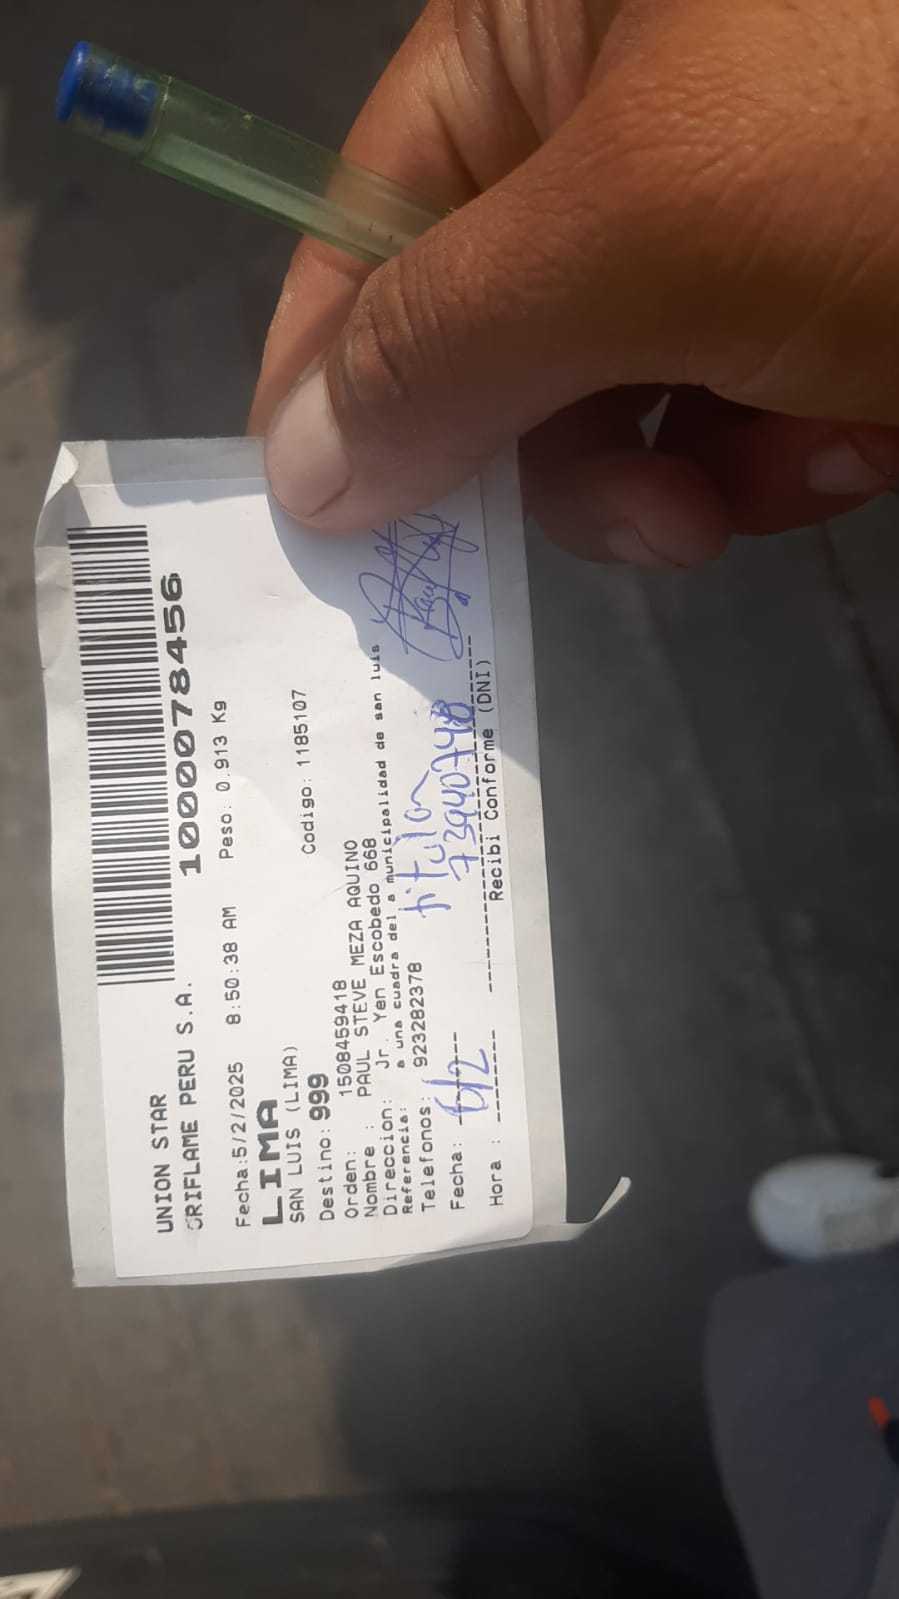 UNION STAR
ORIFLAME PERU S.A. 1000078456
Fecha:5/2/2025 8:50:38 AM Peso: 0.913 Kg
LIMA
SAN LUIS (LIMA)
Destino: 999 Codigo: 1185107
Orden: 1508459418
Nombre : PAUL STEVE MEZA AQUINO
Direccion: Jr. Yen Escobedo 668
Referencia: a una cuadra del a municipalidad de san luis
Telefonos: 923282378
titular
Fecha: 6/2 73940748
Hora : Recibi Conforme (DNI)